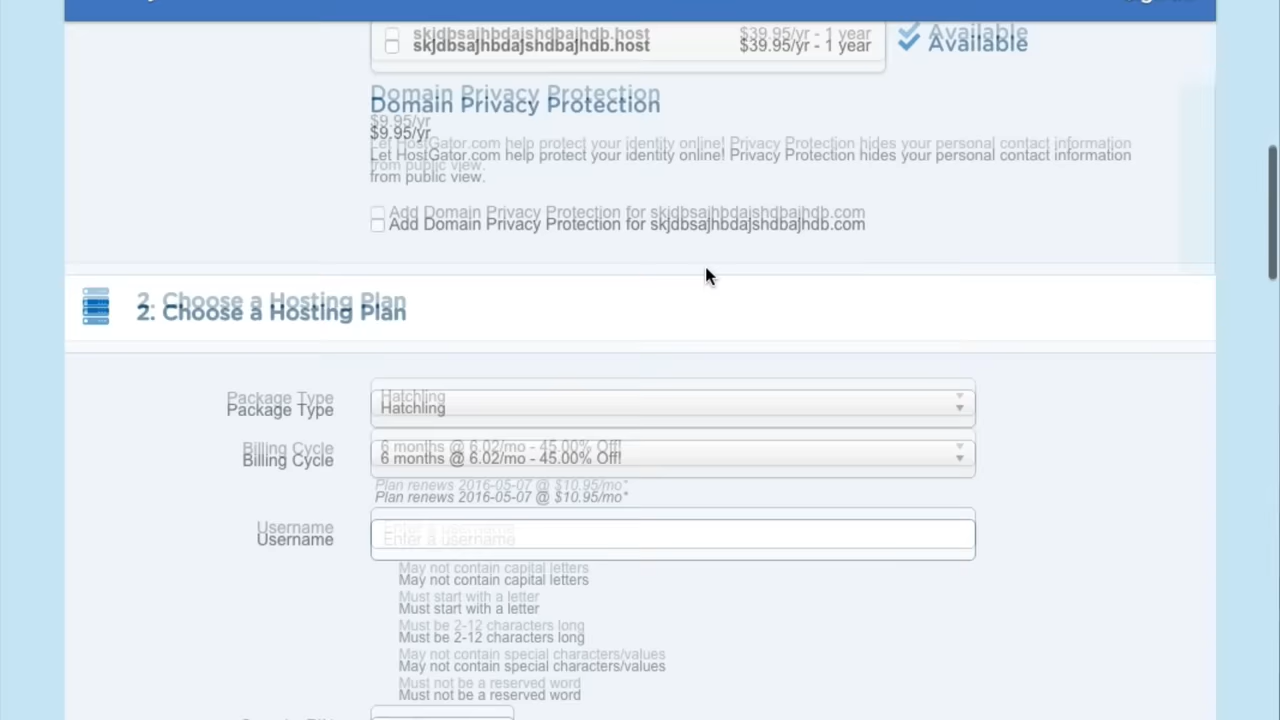 skjdbsajhbdajshdbajhdb.host $39.95/yr - 1 year Available
Domain Privacy Protection
$9.95/yr
Let HostGator.com help protect your identity online! Privacy Protection hides your personal contact information
from public view.
Add Domain Privacy Protection for skjdbsajhbdajshdbajhdb.com
2. Choose a Hosting Plan
Package Type Hatchling
Billing Cycle 6 months @ 6.02/mo - 45.00% Off!
Plan renews 2016-05-07 @ $10.95/mo*
Username Enter a username
May not contain capital letters
Must start with a letter
Must be 2-12 characters long
May not contain special characters/values
Must not be a reserved word